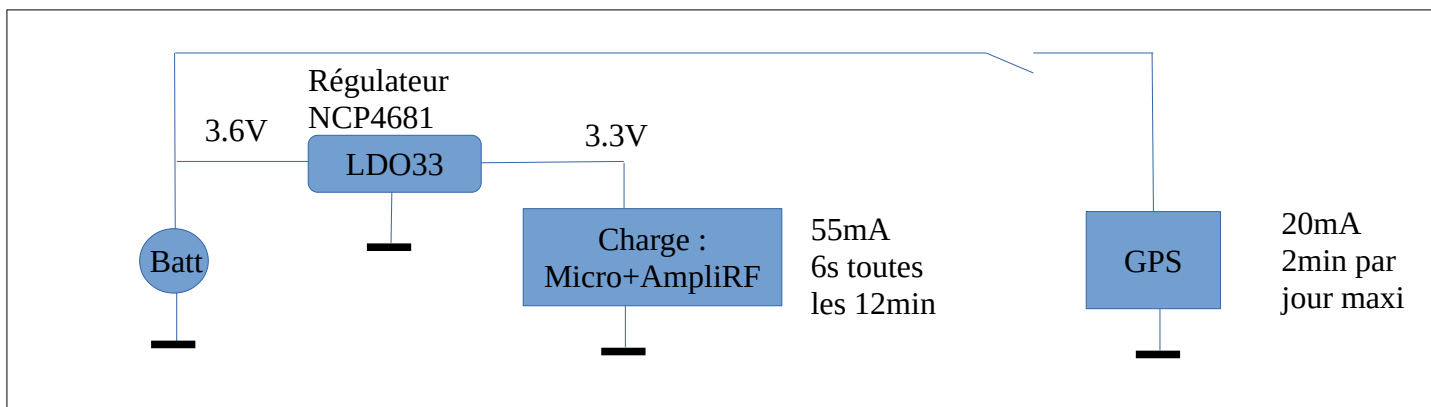 Régulateur
NCP4681
3.6V
LDO33
3.3V
Batt
Charge :
Micro+AmpliRF
55mA
6s toutes
les 12min
GPS
20mA
2min par
jour maxi